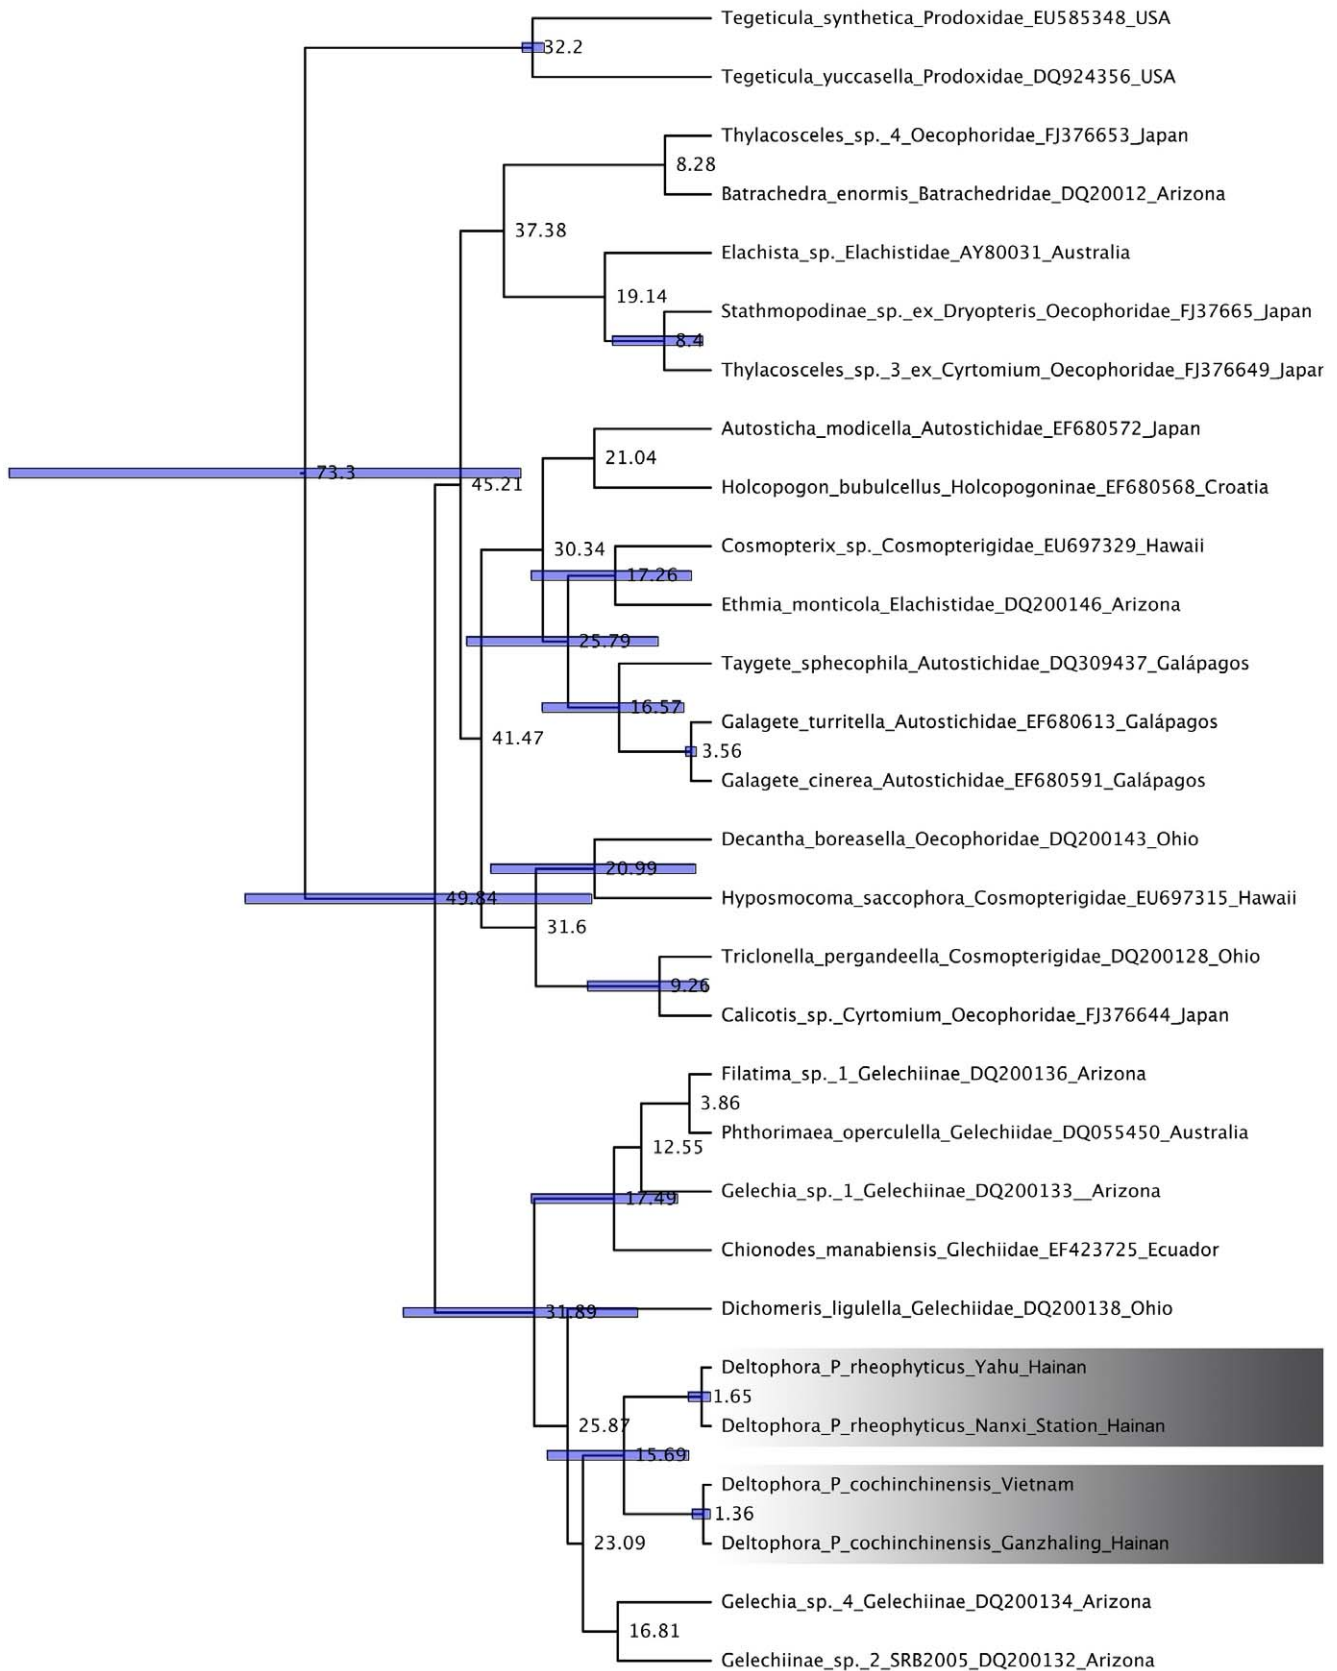 Tegeticula_synthetica_Prodoxidae_EU585348_USA
32.2
Tegeticula_yuccasella_Prodoxidae_DQ924356_USA
Thylacosceles_sp._4_Oecophoridae_FJ376653_Japan
8.28
Batrachedra_enormis_Batrachedridae_DQ20012_Arizona
37.38
Elachista_sp._Elachistidae_AY80031_Australia
19.14
Stathmopodinae_sp._ex_Dryopteris_Oecophoridae_FJ37665_Japan
8.4
Thylacosceles_sp._3_ex_Cyrtomium_Oecophoridae_FJ376649_Japan
Autosticha_modicella_Autostichidae_EF680572_Japan
21.04
73.3
45.21
Holcopogon_bubulcellus_Holcopogoninae_EF680568_Croatia
Cosmopterix_sp._Cosmopterigidae_EU697329_Hawaii
30.34
17.26
Ethmia_monticola_Elachistidae_DQ200146_Arizona
25.79
Taygete_sphecophila_Autostichidae_DQ309437_Galápagos
16.57
Galagete_turritella_Autostichidae_EF680613_Galápagos
41.47
3.56
Galagete_cinerea_Autostichidae_EF680591_Galápagos
Decantha_boreasella_Oecophoridae_DQ200143_Ohio
20.99
49.84
Hyposmocoma_saccophora_Cosmopterigidae_EU697315_Hawaii
31.6
Triclonella_pergandeella_Cosmopterigidae_DQ200128_Ohio
9.26
Calicotis_sp._Cyrtomium_Oecophoridae_FJ376644_Japan
Filatima_sp._1_Gelechiinae_DQ200136_Arizona
3.86
Phthorimaea_operculella_Gelechiidae_DQ055450_Australia
12.55
Gelechia_sp._1_Gelechiinae_DQ200133__Arizona
17.49
Chionodes_manabiensis_Glechiidae_EF423725_Ecuador
Dichomeris_ligulella_Gelechiidae_DQ200138_Ohio
31.89
Deltophora_P_rheophyticus_Yahu_Hainan
1.65
Deltophora_P_rheophyticus_Nanxi_Station_Hainan
25.87
15.69
Deltophora_P_cochinchinensis_Vietnam
1.36
Deltophora_P_cochinchinensis_Ganzhaling_Hainan
23.09
Gelechia_sp._4_Gelechiinae_DQ200134_Arizona
16.81
Gelechiinae_sp._2_SRB2005_DQ200132_Arizona